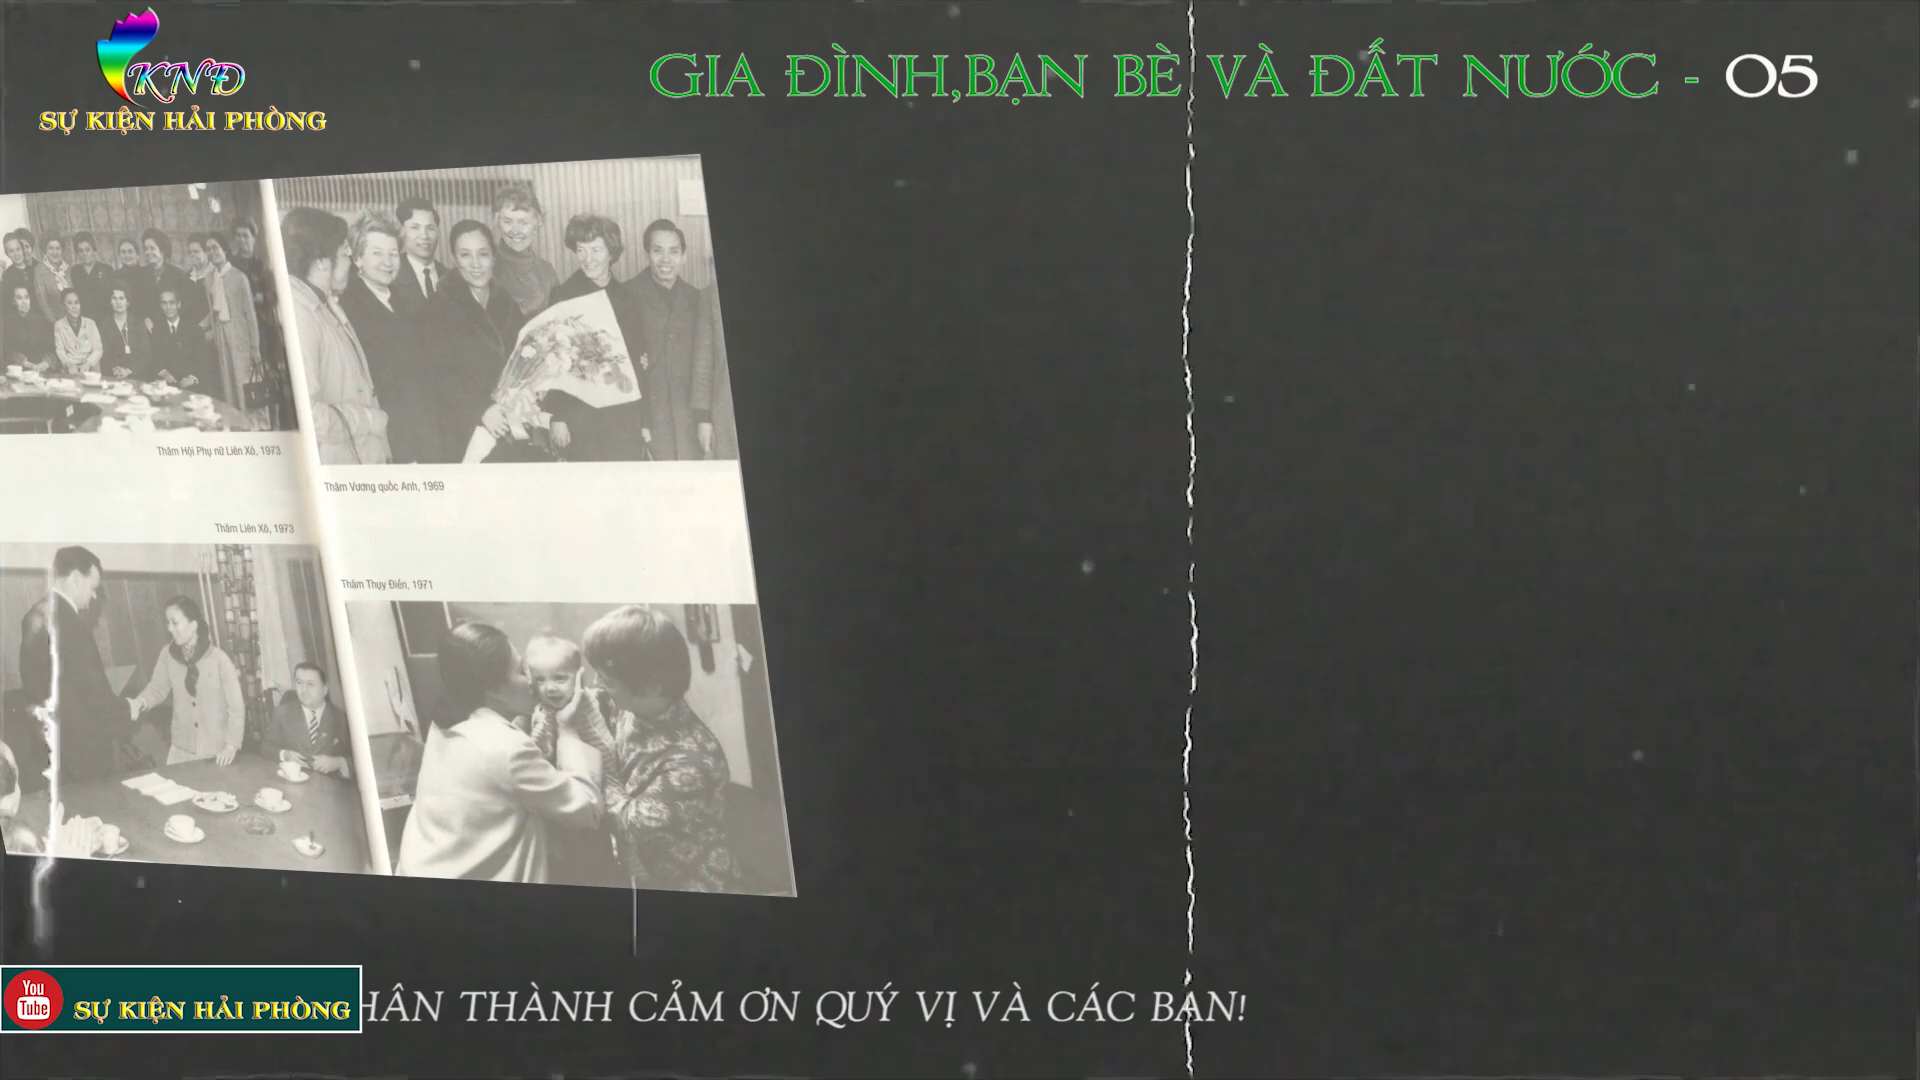 KNĐ
SỰ KIỆN HẢI PHÒNG
GIA ĐÌNH,BẠN BÈ VÀ ĐẤT NƯỚC - 05
Thăm Hội Phụ nữ Liên Xô, 1973
Thăm Vương quốc Anh, 1969
Thăm Liên Xô, 1973
Thăm Thụy Điển, 1971
You
Tube
SỰ KIỆN HẢI PHÒNG
HÂN THÀNH CẢM ƠN QUÝ VỊ VÀ CÁC BẠN!